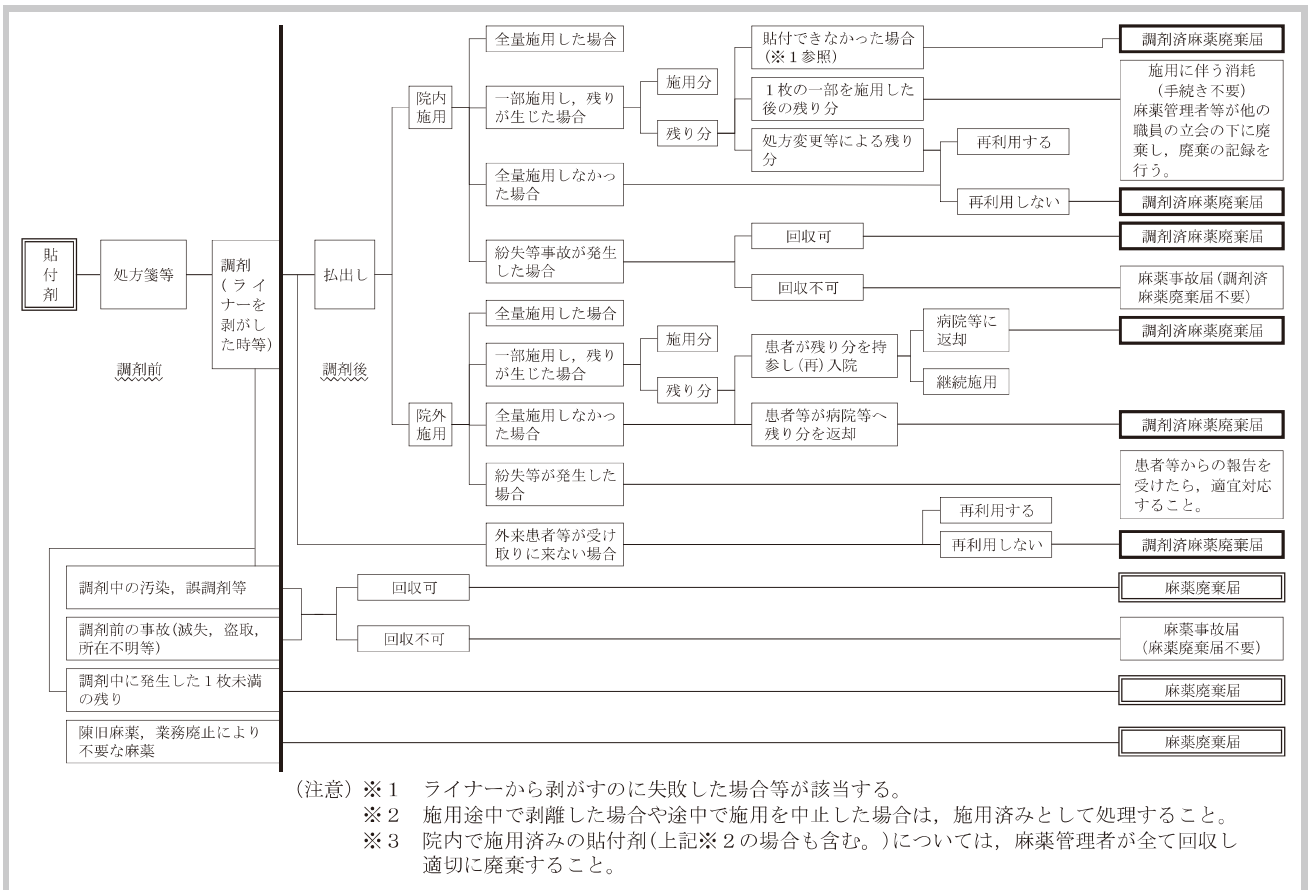 貼
付
剤
処方箋等
調剤
(ライ
ナーを
剥がし
た時等)
調剤前
払出し
調剤後
院内
施用
全量施用した場合
一部施用し，残り
が生じた場合
施用分
残り分
貼付できなかった場合
(※１参照)
調剤済麻薬廃棄届
１枚の一部を施用した
後の残り分
施用に伴う消耗
(手続き不要)
麻薬管理者等が他の
職員の立会の下に廃
棄し，廃棄の記録を
行う。
処方変更等による残り
分
全量施用しなかっ
た場合
再利用する
再利用しない
調剤済麻薬廃棄届
紛失等事故が発生
した場合
回収可
調剤済麻薬廃棄届
回収不可
麻薬事故届(調剤済
麻薬廃棄届不要)
院外
施用
全量施用した場合
一部施用し，残り
が生じた場合
施用分
残り分
患者が残り分を持
参し(再)入院
病院等に
返却
調剤済麻薬廃棄届
継続施用
全量施用しなかっ
た場合
患者等が病院等へ
残り分を返却
調剤済麻薬廃棄届
紛失等が発生した
場合
患者等からの報告を
受けたら，適宜対応
すること。
外来患者等が受け
取りに来ない場合
再利用する
再利用しない
調剤済麻薬廃棄届
調剤中の汚染，誤調剤等
回収可
麻薬廃棄届
調剤前の事故(滅失，盗取，
所在不明等)
回収不可
麻薬事故届
(麻薬廃棄届不要)
調剤中に発生した１枚未満
の残り
麻薬廃棄届
陳旧麻薬，業務廃止により
不要な麻薬
麻薬廃棄届
(注意) ※１　ライナーから剥がすのに失敗した場合等が該当する。
※２　施用途中で剥離した場合や途中で施用を中止した場合は，施用済みとして処理すること。
※３　院内で施用済みの貼付剤(上記※２の場合も含む。)については，麻薬管理者が全て回収し
適切に廃棄すること。